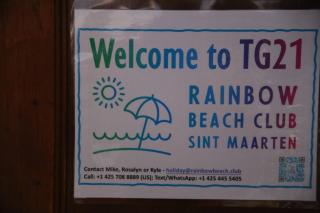 Welcome to TG21
RAINBOW
BEACH CLUB
SINT MAARTEN
Contact Mike, Rosalyn or Kyle - holiday@rainbowbeach.club
Call: +1 425 708 8889 (US); Text/WhatsApp: +1 425 445 5405